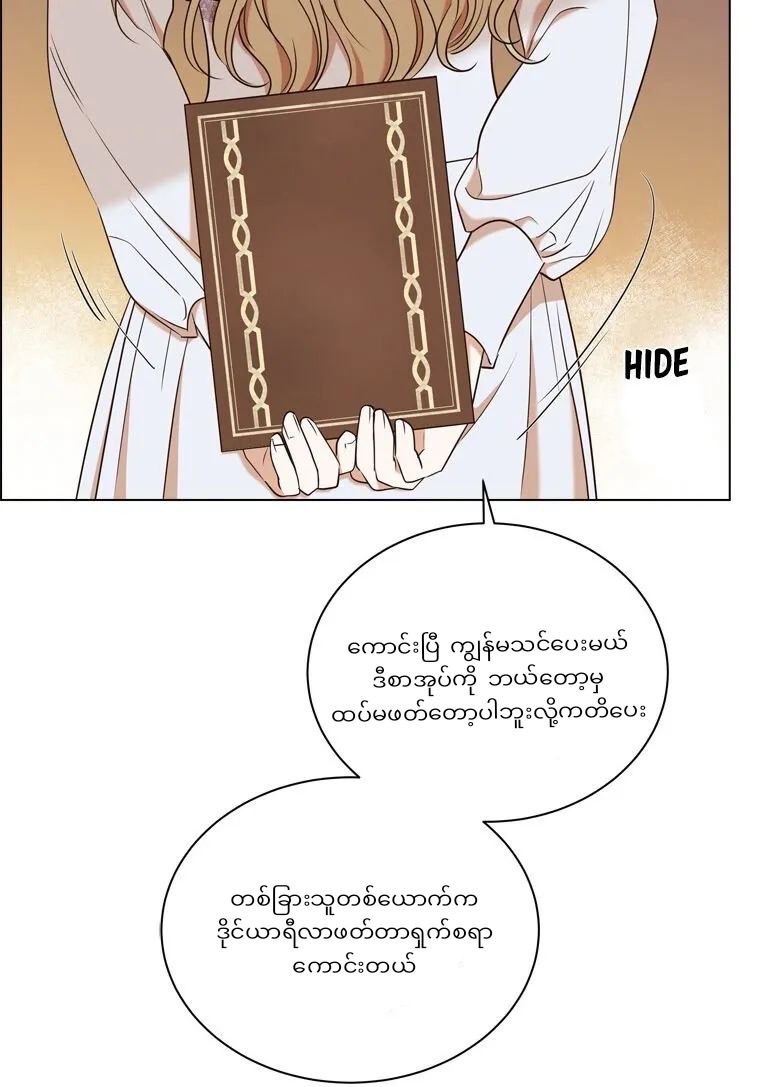 HIDE
ကောင်းပြီ ကျွန်မသင်ပေးမယ်
ဒီစာအုပ်ကို ဘယ်တော့မှ
ထပ်မဖတ်တော့ပါဘူးလို့ကတိပေး
တစ်ခြားသူတစ်ယောက်က
ဒိုင်ယာရီလာဖတ်တာရှက်စရာ
ကောင်းတယ်